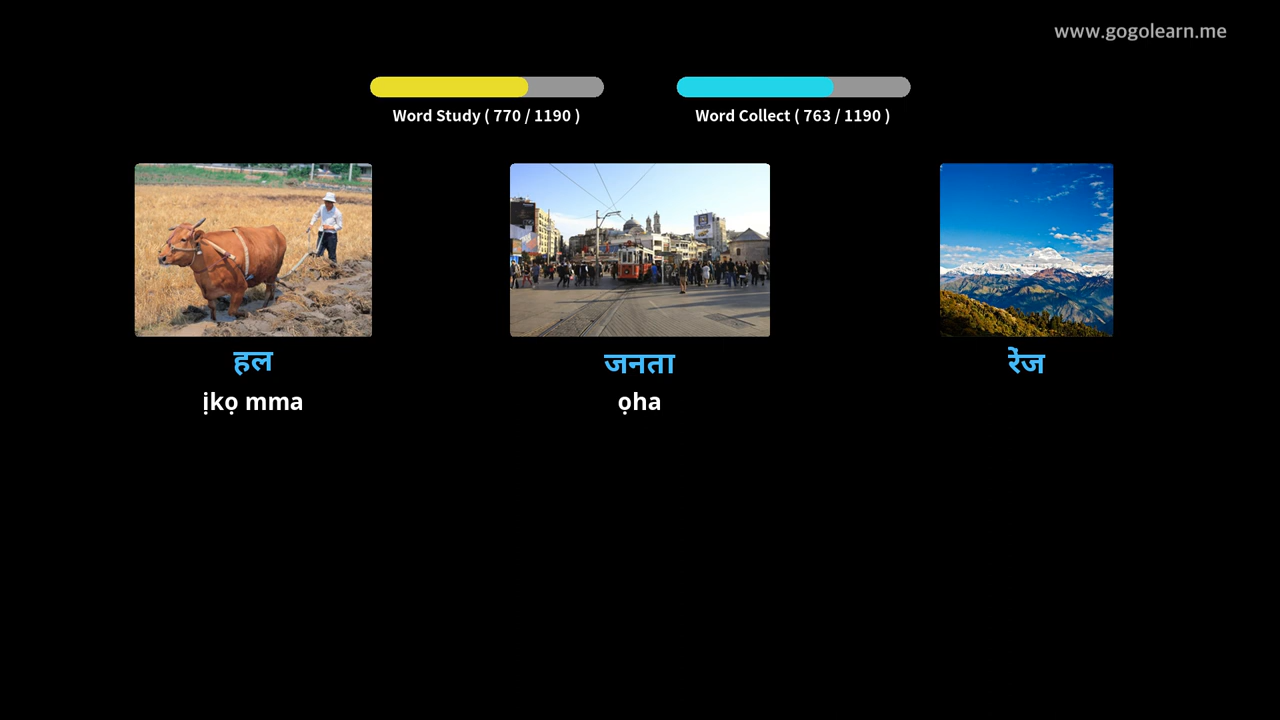 www.gogolearn.me
Word Study ( 770 / 1190 )
Word Collect ( 763 / 1190 )
हल
जनता
रेंज
ịkọ mma
ọha